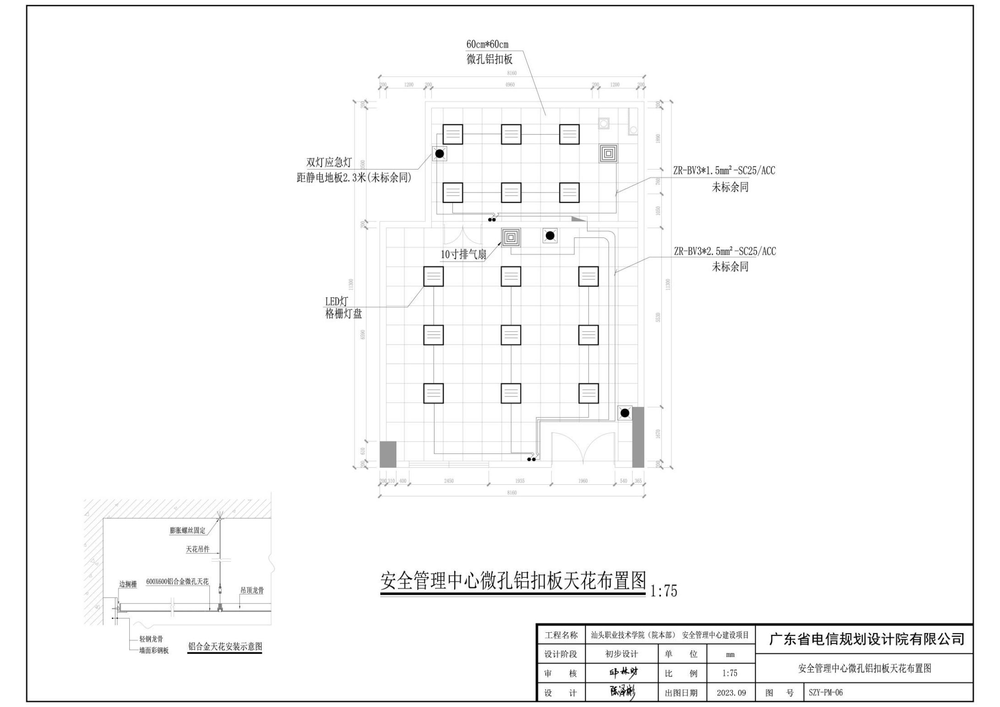 60cm*60cm
微孔铝扣板
8160
200 1200 200 4960 200 1200 200
200
3500
200
11300
6590
610
200
200
1890
760
1050
11300
5530
1670
200
双灯应急灯
距静电地板2.3米(未标余同)
ZR-BV3*1.5mm²-SC25/ACC
未标余同
10寸排气扇
ZR-BV3*2.5mm²-SC25/ACC
未标余同
LED灯
格栅灯盘
200 310 400 2450 1935 1960 540 365
8160
膨胀螺丝固定
天花吊件
边搁栅
600X600铝合金微孔天花
吊顶龙骨
轻钢龙骨
墙面彩钢板
铝合金天花安装示意图
安全管理中心微孔铝扣板天花布置图 1:75
工程名称 汕头职业技术学院（院本部） 安全管理中心建设项目
广东省电信规划设计院有限公司
设计阶段 初步设计 单 位 mm
安全管理中心微孔铝扣板天花布置图
审 核 邱林财 比 例 1:75
设 计 陈泽彬 出图日期 2023.09 图 号 SZY-PM-06